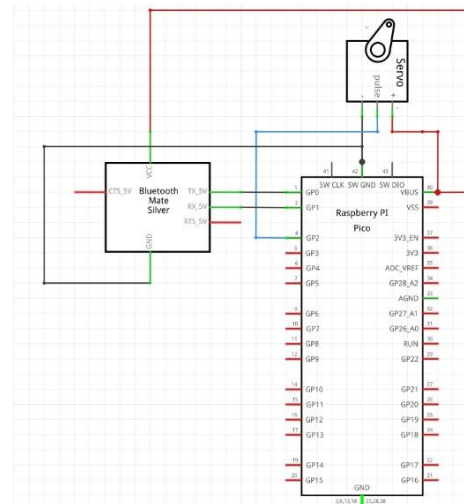 Servo
-
pulse
+
VCC
CTS_5V
Bluetooth
Mate
Silver
TX_5V
RX_5V
RTS_5V
GND
41
42
43
SW CLK
SW GND
SW DIO
Raspberry PI
Pico
1
GP0
2
GP1
4
GP2
5
GP3
6
GP4
7
GP5
9
GP6
10
GP7
11
GP8
12
GP9
14
GP10
15
GP11
16
GP12
17
GP13
19
GP14
20
GP15
VBUS
40
VSS
39
3V3_EN
37
3V3
36
ADC_VREF
35
GP28_A2
34
AGND
33
GP27_A1
32
GP26_A0
31
RUN
30
GP22
29
GP21
27
GP20
26
GP19
25
GP18
24
GP17
22
GP16
21
GND